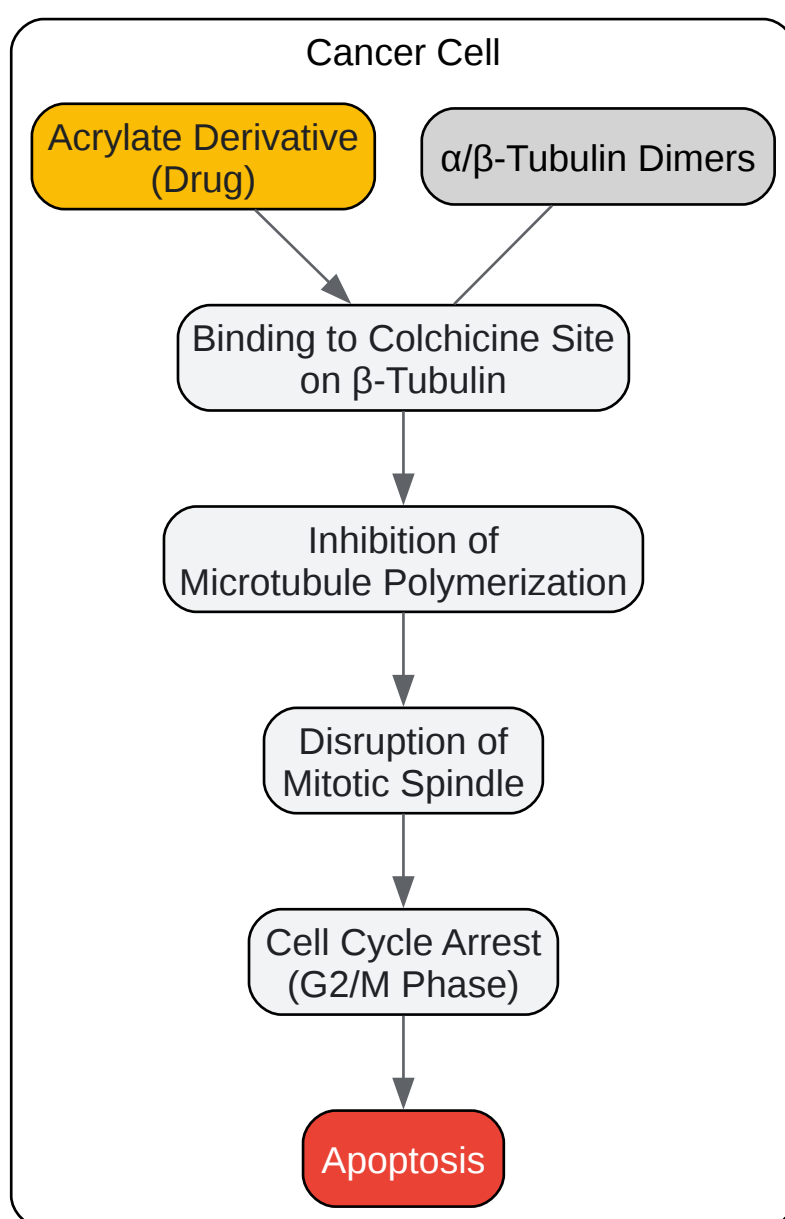 Cancer Cell
Acrylate Derivative
(Drug)
α/β-Tubulin Dimers
Binding to Colchicine Site
on β-Tubulin
Inhibition of
Microtubule Polymerization
Disruption of
Mitotic Spindle
Cell Cycle Arrest
(G2/M Phase)
Apoptosis